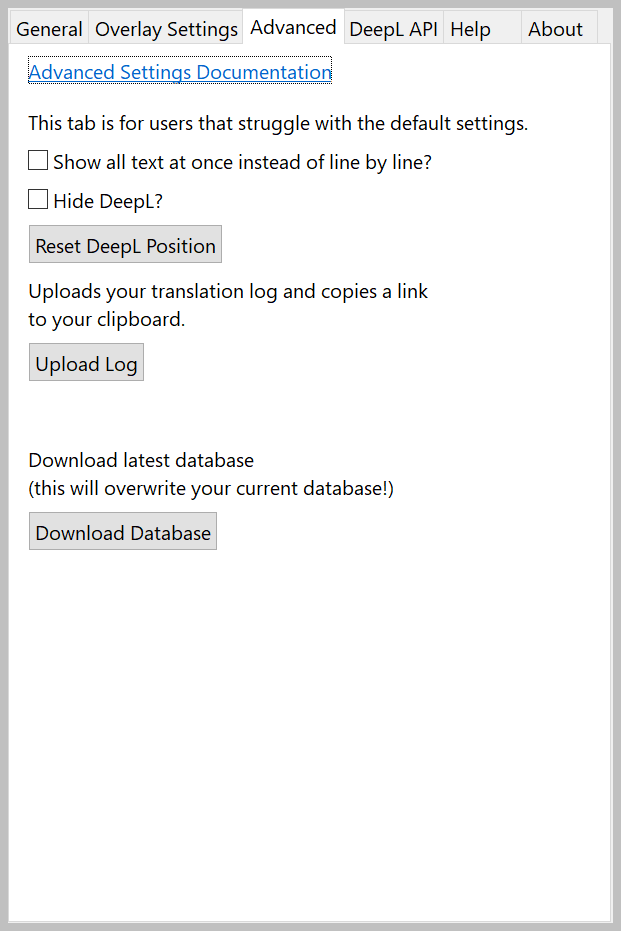 General Overlay Settings Advanced DeepL API Help About
Advanced Settings Documentation
This tab is for users that struggle with the default settings.
Show all text at once instead of line by line?
Hide DeepL?
Reset DeepL Position
Uploads your translation log and copies a link
to your clipboard.
Upload Log
Download latest database
(this will overwrite your current database!)
Download Database